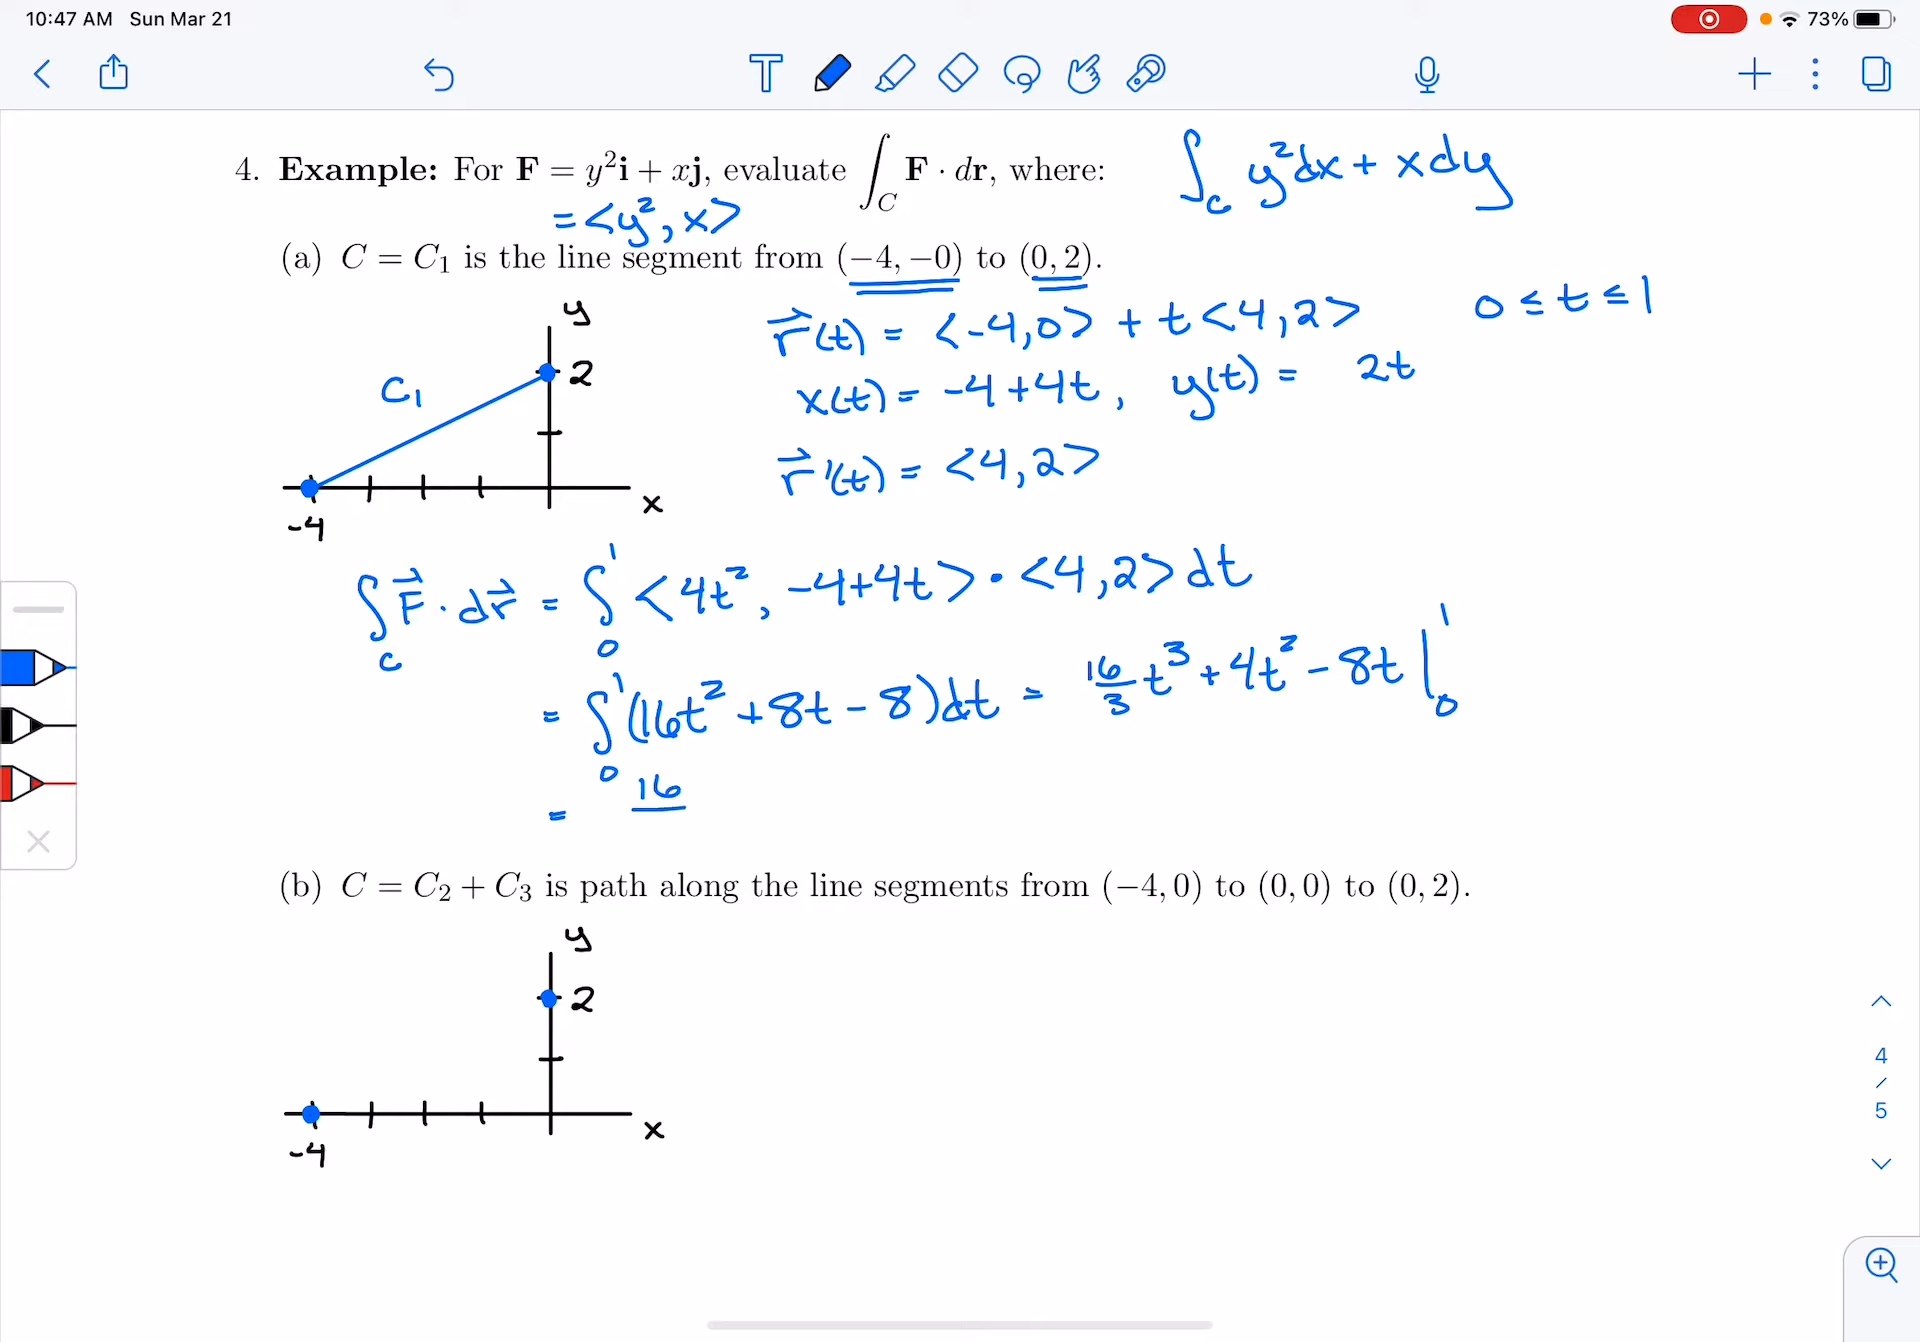 10:47 AM Sun Mar 21
73%
T
4. Example: For F = y²i + xj, evaluate ∫_C F · dr, where: ∫_C y²dx + xdy
= <y², x>
(a) C = C₁ is the line segment from (−4, −0) to (0, 2).
y
r⃗(t) = <-4,0> + t<4,2> 0 ≤ t ≤ 1
2
C₁
x(t) = -4+4t, y(t) = 2t
r⃗'(t) = <4,2>
x
-4
∫_C F⃗·dr⃗ = ∫₀¹ <4t², -4+4t>•<4,2>dt
= ∫₀¹(16t²+8t-8)dt = 16/3 t³+4t²-8t |₀¹
= 16
(b) C = C₂ + C₃ is path along the line segments from (−4, 0) to (0, 0) to (0, 2).
y
2
x
-4
4
/
5